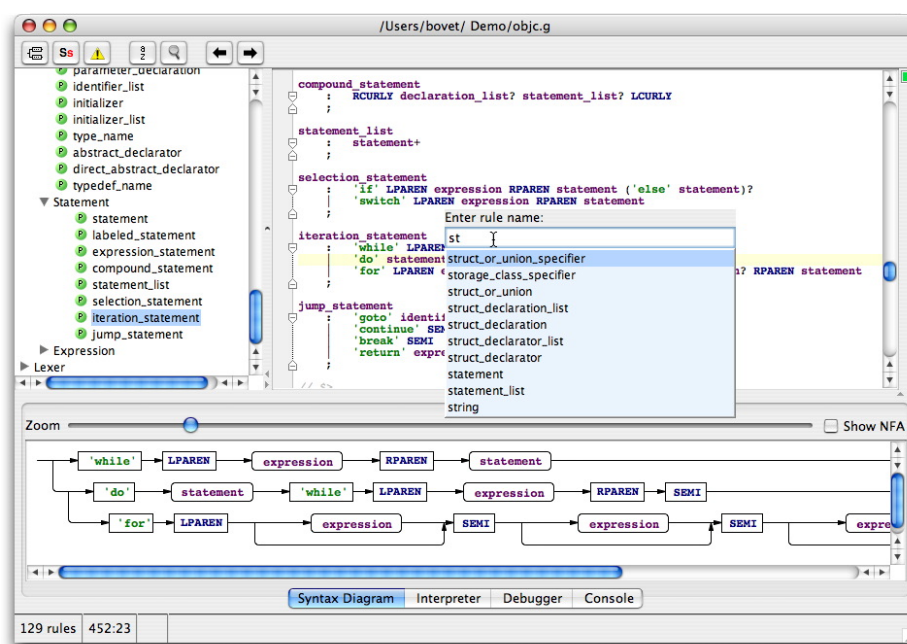 /Users/bovet/ Demo/objc.g
Ss
a
z
parameter_declaration
identifier_list
initializer
initializer_list
type_name
abstract_declarator
direct_abstract_declarator
typedef_name
Statement
statement
labeled_statement
expression_statement
compound_statement
statement_list
selection_statement
iteration_statement
jump_statement
Expression
Lexer
compound_statement
: RCURLY declaration_list? statement_list? LCURLY
;
statement_list
: statement+
;
selection_statement
: 'if' LPAREN expression RPAREN statement ('else' statement)?
| 'switch' LPAREN expression RPAREN statement
;
iteration_statement
: 'while' LPAREN
| 'do' statement
| 'for' LPAREN ? RPAREN statement
;
jump_statement
: 'goto' identif
| 'continue' SEM
| 'break' SEMI
| 'return' expre
;
Enter rule name:
st
struct_or_union_specifier
storage_class_specifier
struct_or_union
struct_declaration_list
struct_declaration
struct_declarator_list
struct_declarator
statement
statement_list
string
Zoom
Show NFA
'while' LPAREN expression RPAREN statement
'do' statement 'while' LPAREN expression RPAREN SEMI
'for' LPAREN expression SEMI expression SEMI expre
Syntax Diagram Interpreter Debugger Console
129 rules 452:23